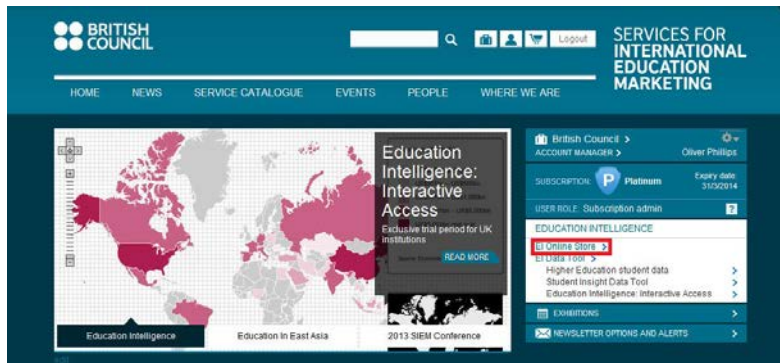 BRITISH
COUNCIL
Logout
SERVICES FOR
INTERNATIONAL
EDUCATION
MARKETING
HOME NEWS SERVICE CATALOGUE EVENTS PEOPLE WHERE WE ARE
Education
Intelligence:
Interactive
Access
Exclusive trial period for UK
institutions
READ MORE
Education Intelligence
Education In East Asia
2013 SIEM Conference
British Council >
ACCOUNT MANAGER > Oliver Phillips
SUBSCRIPTION: P Platinum Expiry date:
31/3/2014
USER ROLE: Subscription admin ?
EDUCATION INTELLIGENCE
EI Online Store >
EI Data Tool >
Higher Education student data >
Student Insight Data Tool >
Education Intelligence: Interactive Access >
EXHIBITIONS >
NEWSLETTER OPTIONS AND ALERTS >